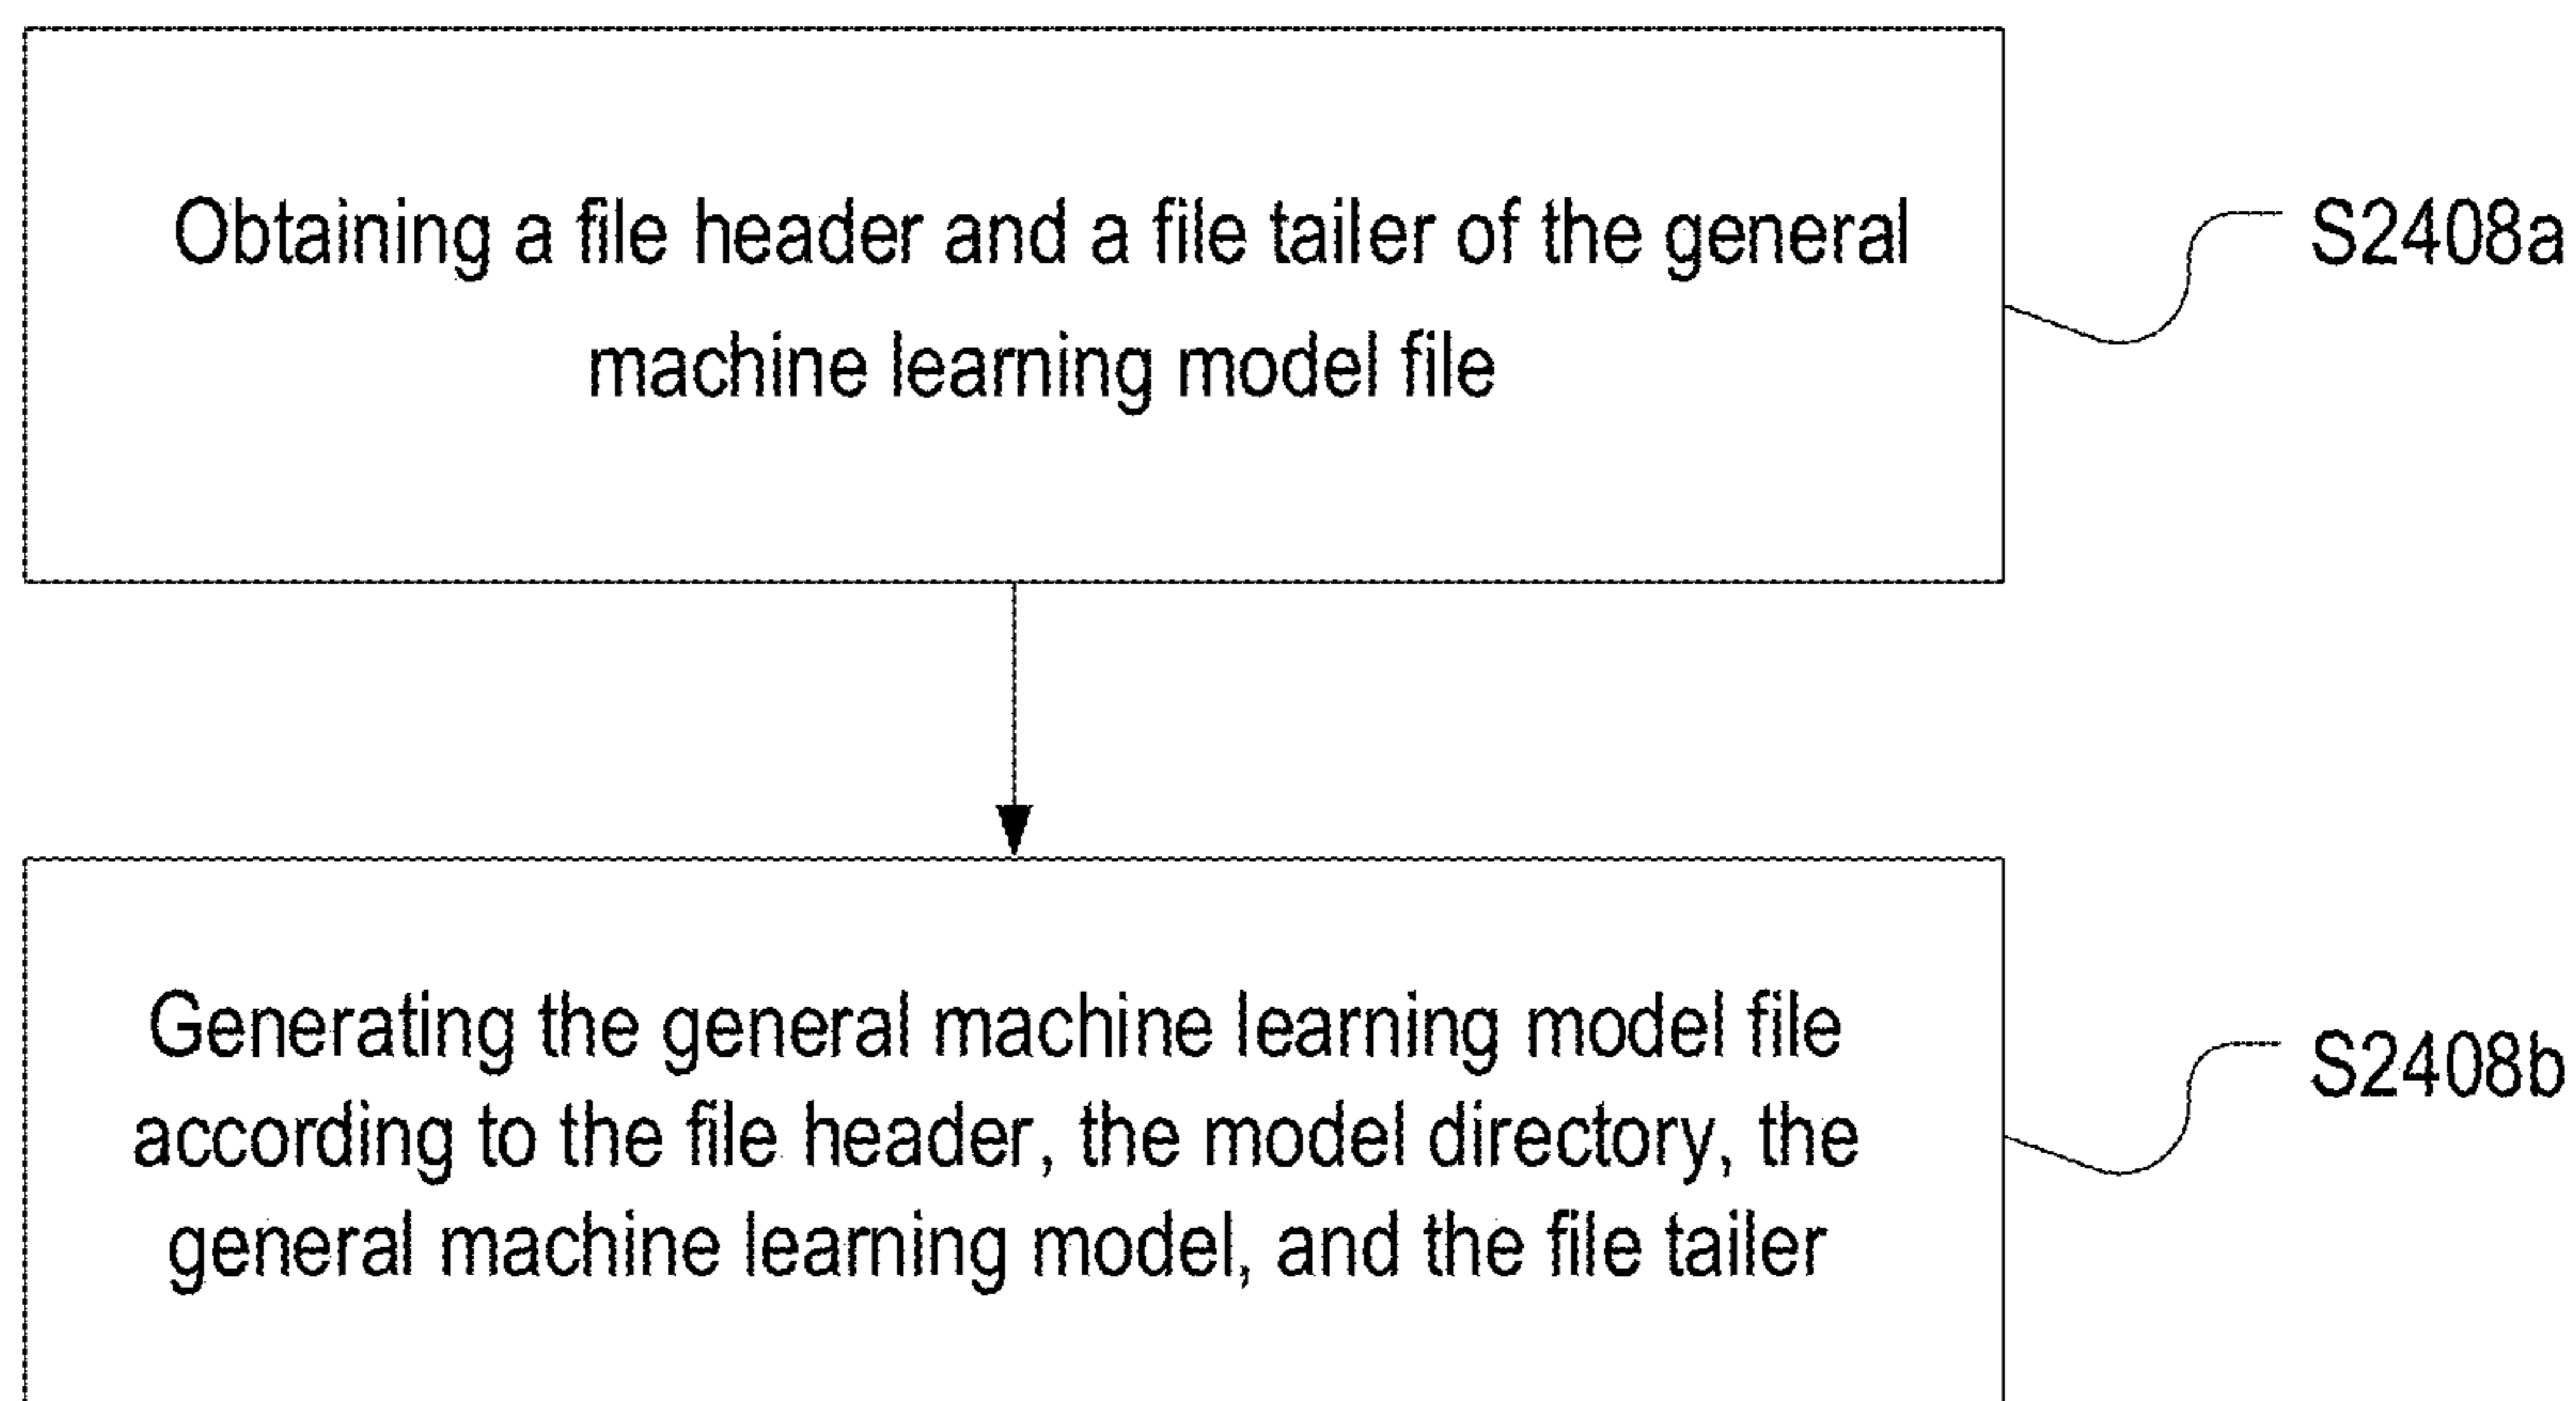 Obtaining a file header and a file tailer of the general
machine learning model file
S2408a
Generating the general machine learning model file
according to the file header, the model directory, the
general machine learning model, and the file tailer
S2408b